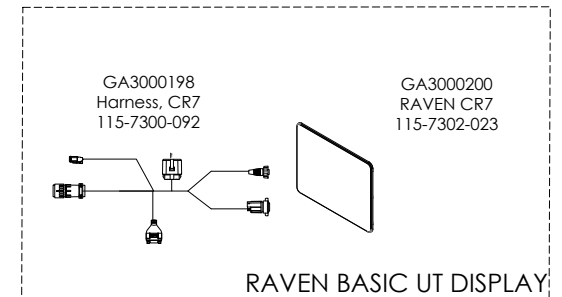 GA3000198
Harness, CR7
115-7300-092
GA3000200
RAVEN CR7
115-7302-023
RAVEN BASIC UT DISPLAY